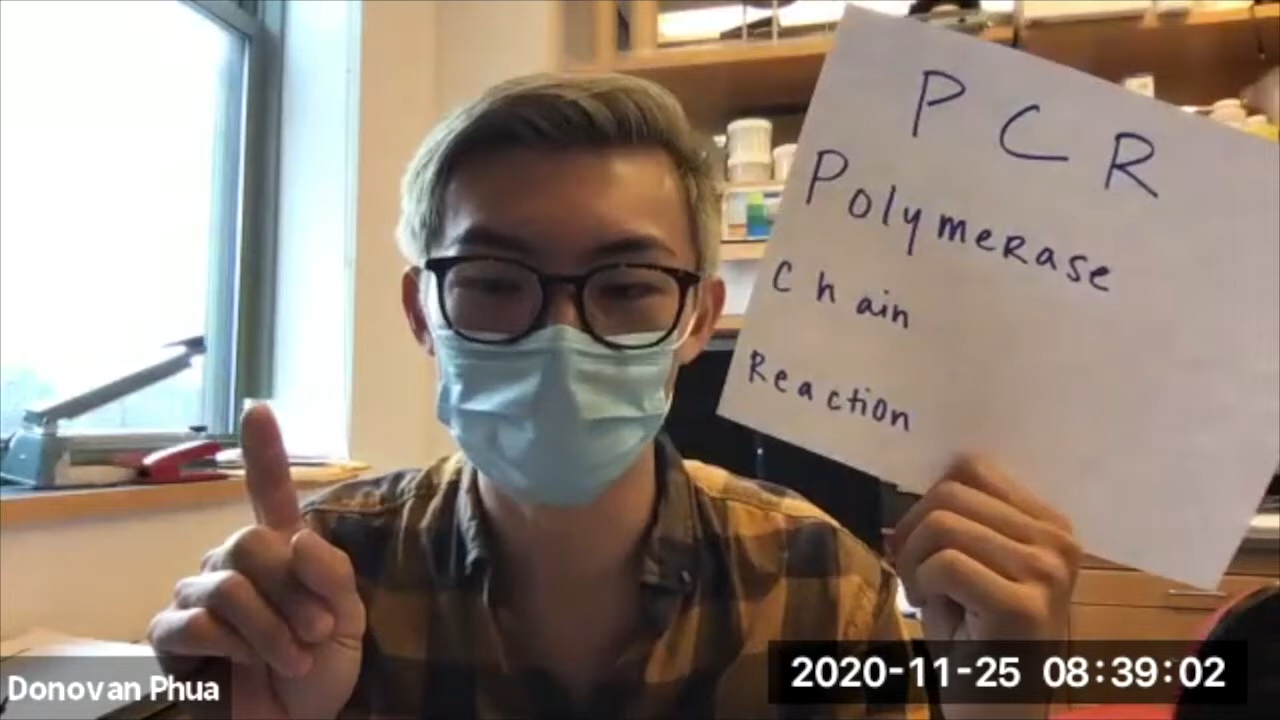 PCR
Polymerase
Chain
Reaction
Donovan Phua
2020-11-25 08:39:02